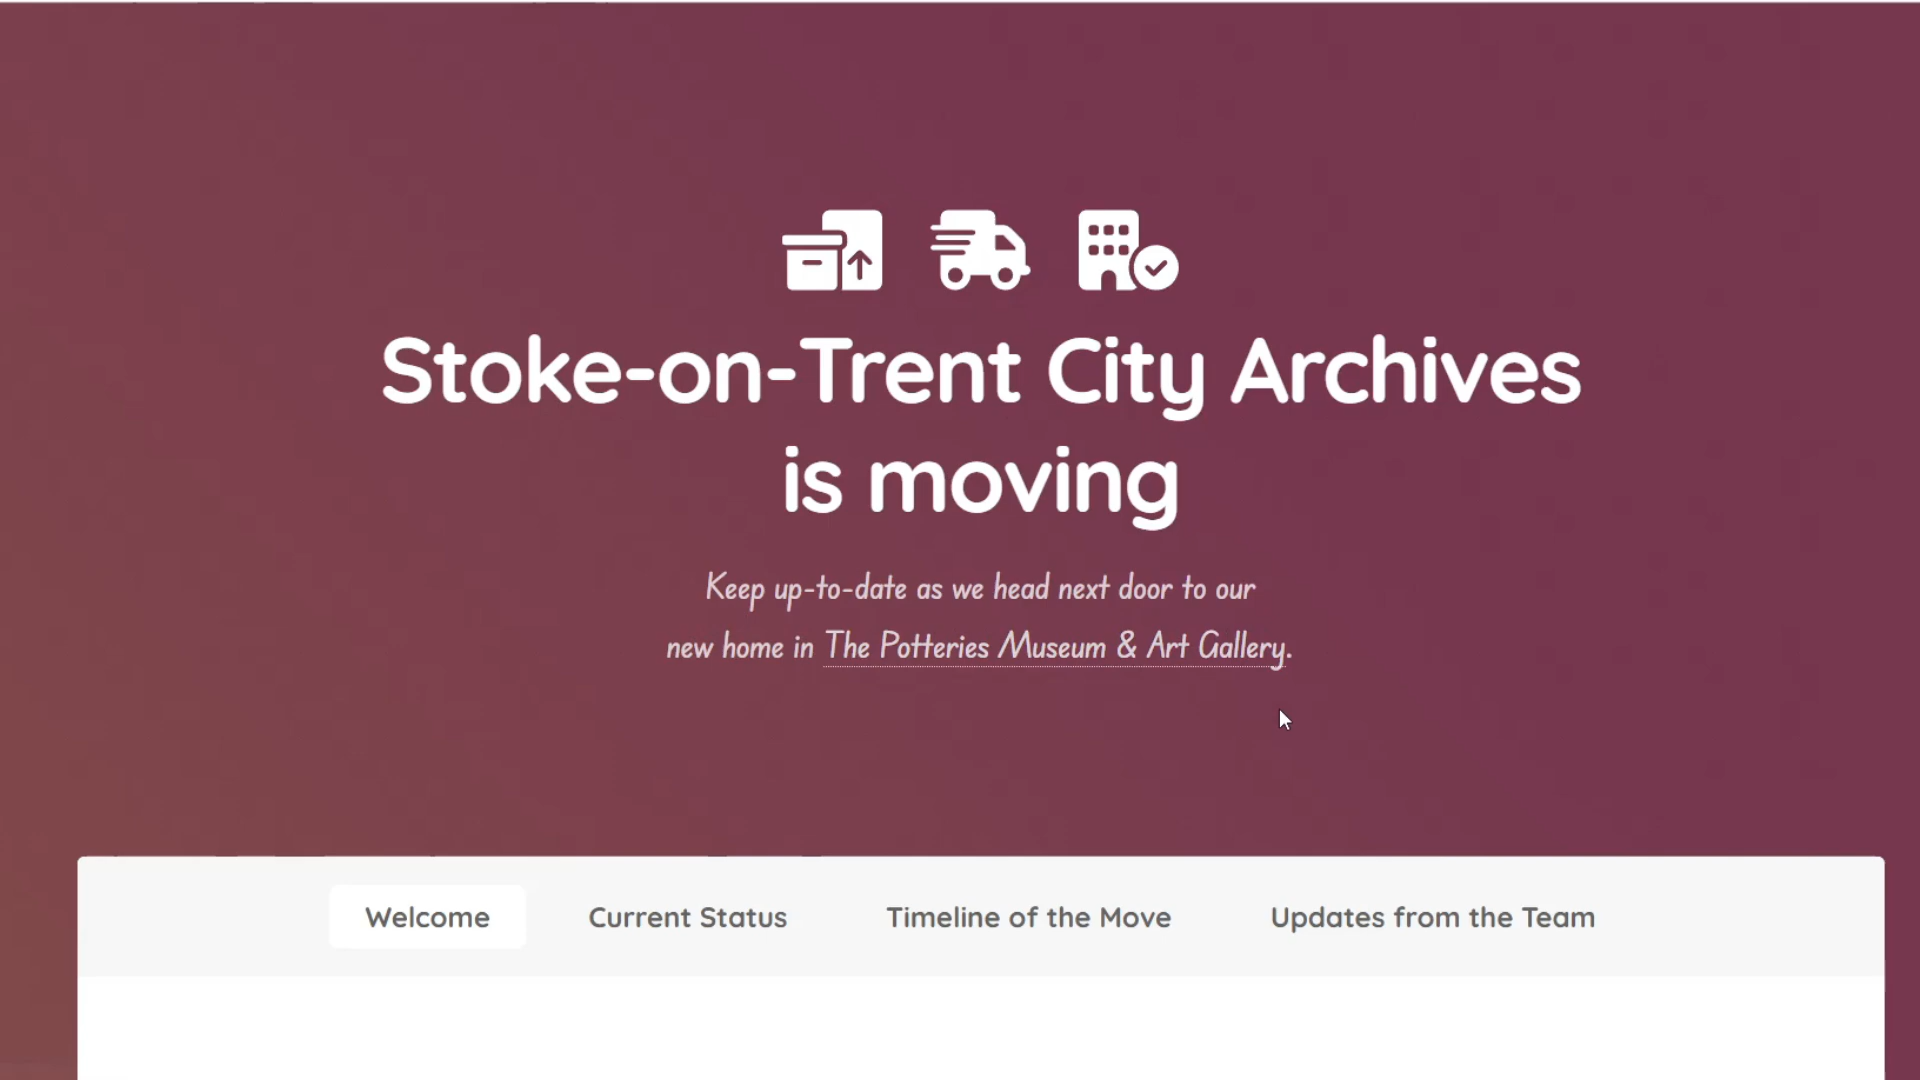 Stoke-on-Trent City Archives
is moving
Keep up-to-date as we head next door to our
new home in The Potteries Museum & Art Gallery.
Welcome Current Status Timeline of the Move Updates from the Team